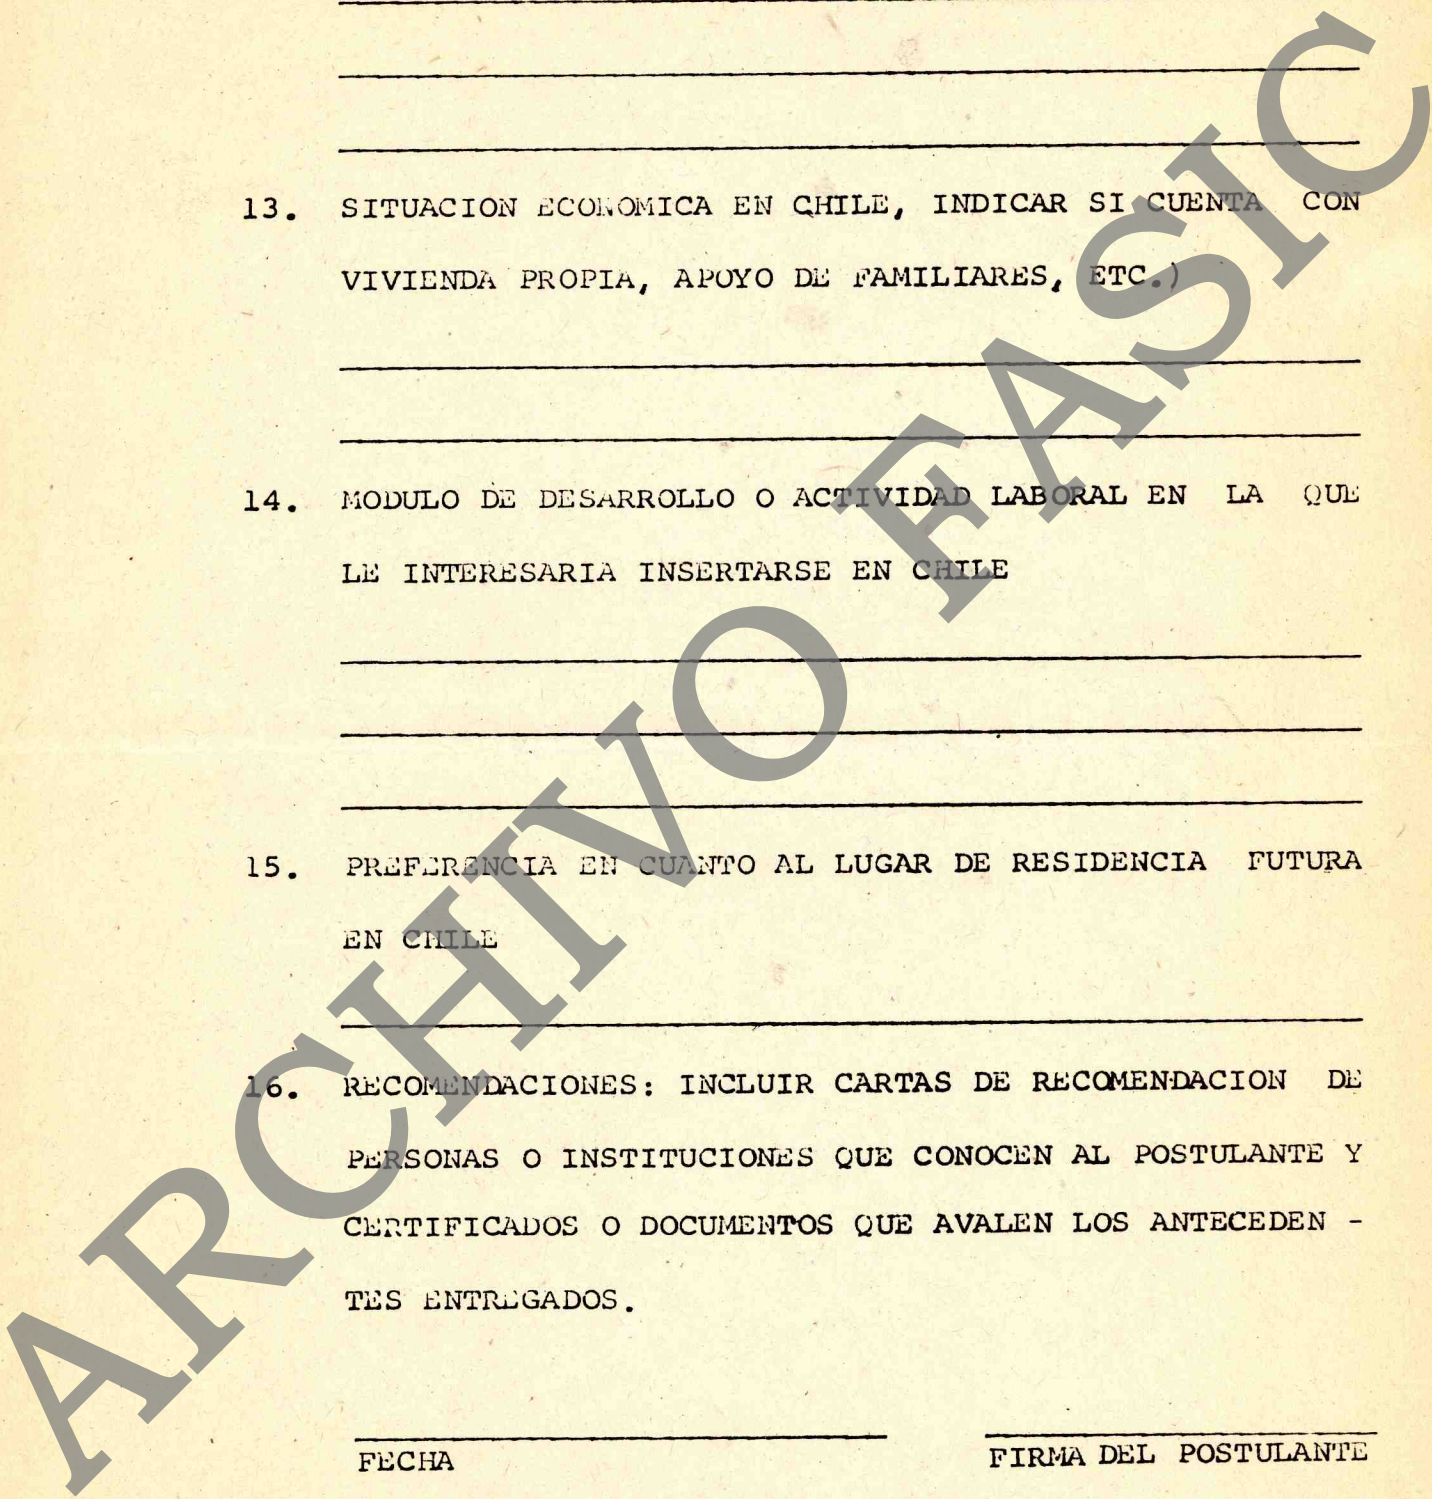 13. SITUACION ECONOMICA EN CHILE, INDICAR SI CUENTA CON
VIVIENDA PROPIA, APOYO DE FAMILIARES, ETC.)
14. MODULO DE DESARROLLO O ACTIVIDAD LABORAL EN LA QUE
LE INTERESARIA INSERTARSE EN CHILE
15. PREFERENCIA EN CUANTO AL LUGAR DE RESIDENCIA FUTURA
EN CHILE
16. RECOMENDACIONES: INCLUIR CARTAS DE RECOMENDACION DE
PERSONAS O INSTITUCIONES QUE CONOCEN AL POSTULANTE Y
CERTIFICADOS O DOCUMENTOS QUE AVALEN LOS ANTECEDEN -
TES ENTREGADOS.
FECHA FIRMA DEL POSTULANTE
ARCHIVO FASIC